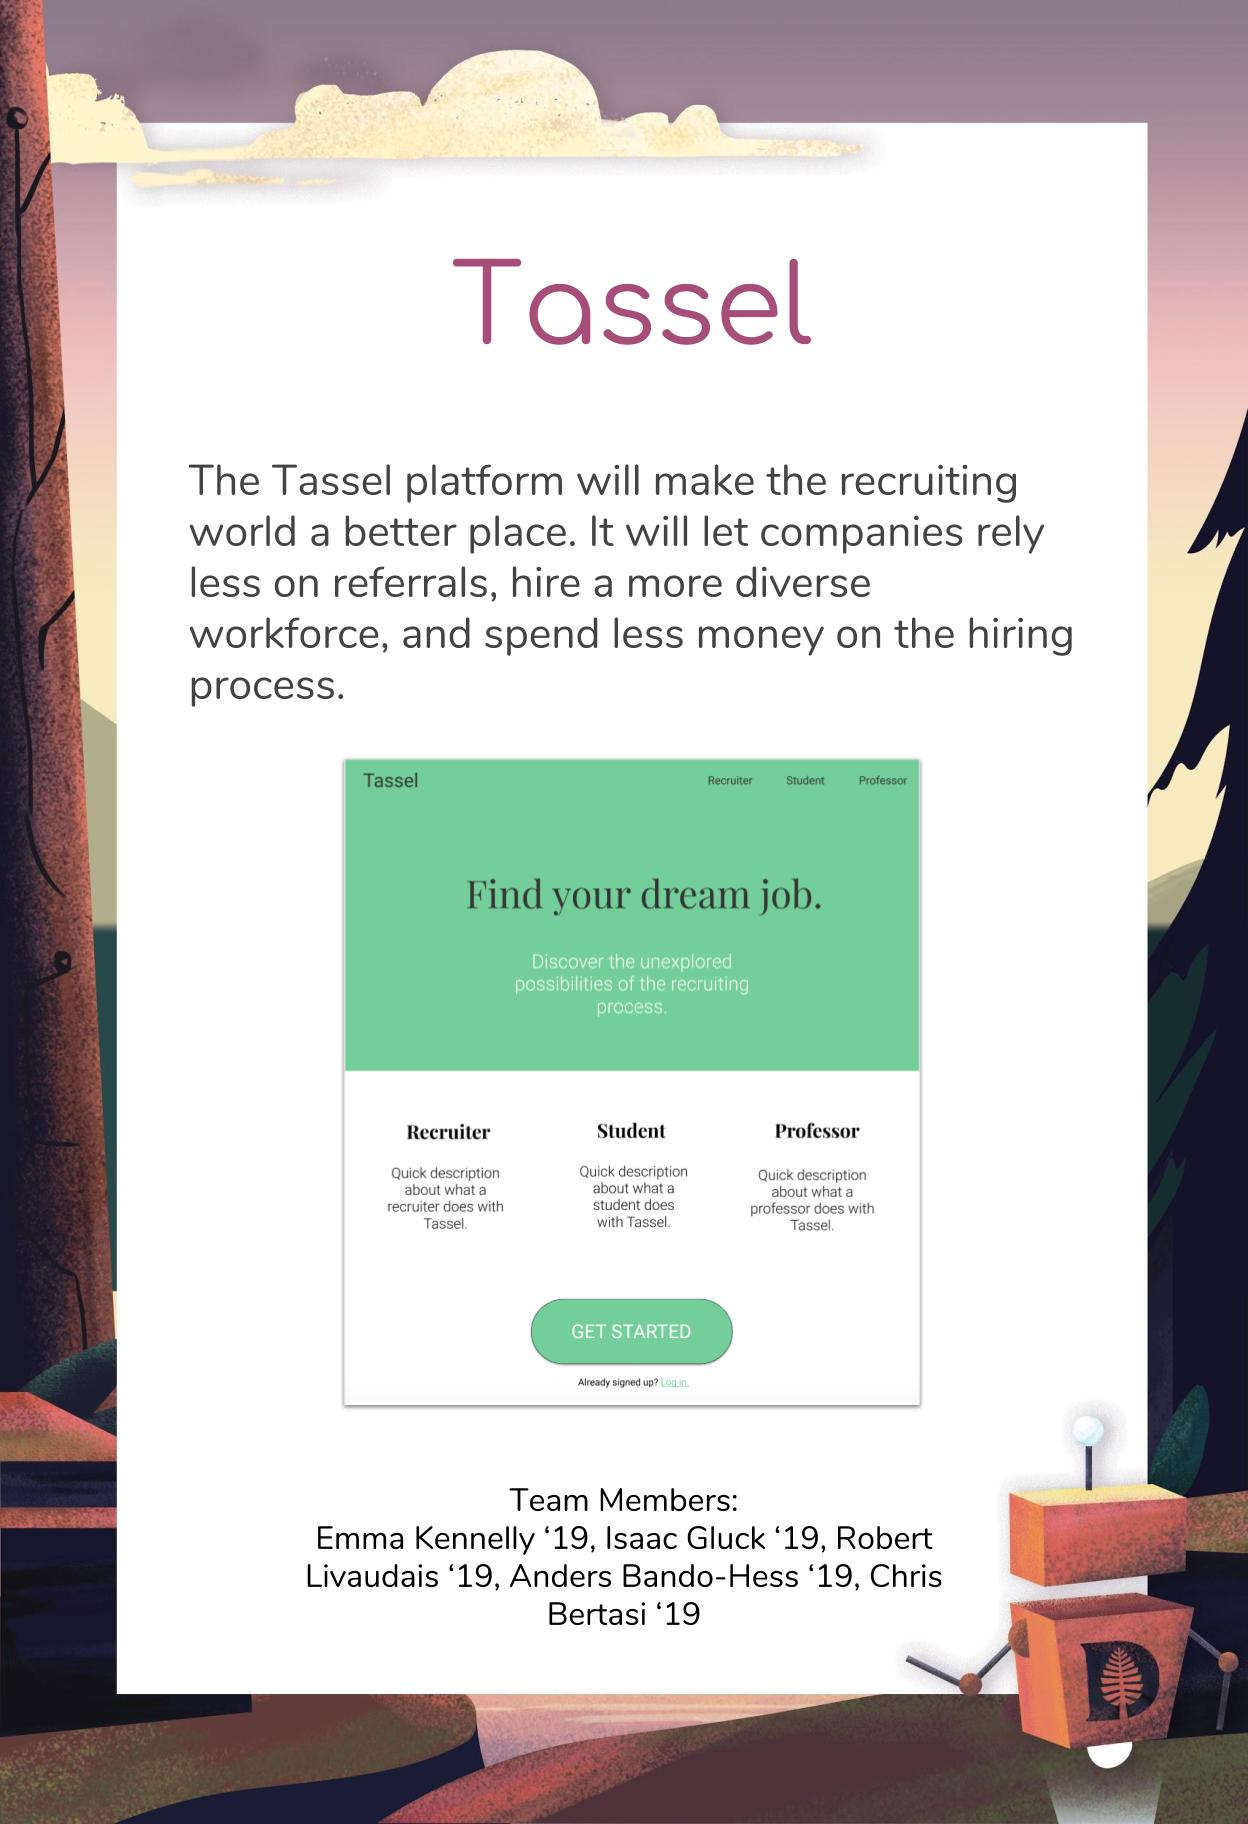 Tassel
The Tassel platform will make the recruiting
world a better place. It will let companies rely
less on referrals, hire a more diverse
workforce, and spend less money on the hiring
process.
Tassel Recruiter Student Professor
Find your dream job.
Discover the unexplored
possibilities of the recruiting
process.
Recruiter
Quick description
about what a
recruiter does with
Tassel.
Student
Quick description
about what a
student does
with Tassel.
Professor
Quick description
about what a
professor does with
Tassel.
GET STARTED
Already signed up? Log in.
Team Members:
Emma Kennelly ‘19, Isaac Gluck ‘19, Robert
Livaudais ‘19, Anders Bando-Hess ‘19, Chris
Bertasi ‘19
D